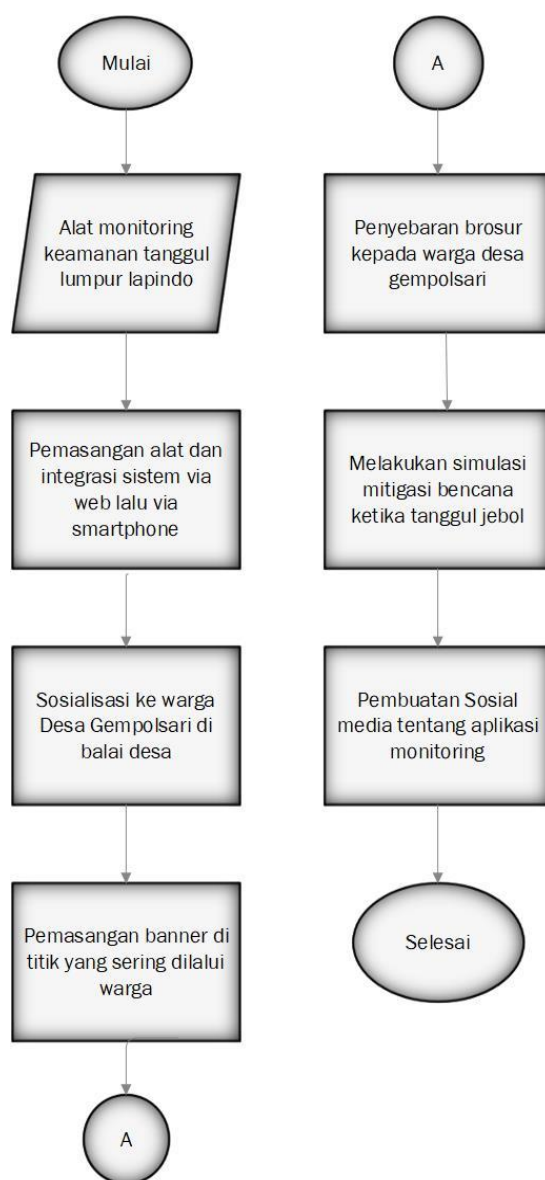 Mulai
Alat monitoring
keamanan tanggul
lumpur lapindo
Pemasangan alat dan
integrasi sistem via
web lalu via
smartphone
Sosialisasi ke warga
Desa Gempolsari di
balai desa
Pemasangan banner di
titik yang sering dilalui
warga
A
A
Penyebaran brosur
kepada warga desa
gempolsari
Melakukan simulasi
mitigasi bencana
ketika tanggul jebol
Pembuatan Sosial
media tentang aplikasi
monitoring
Selesai